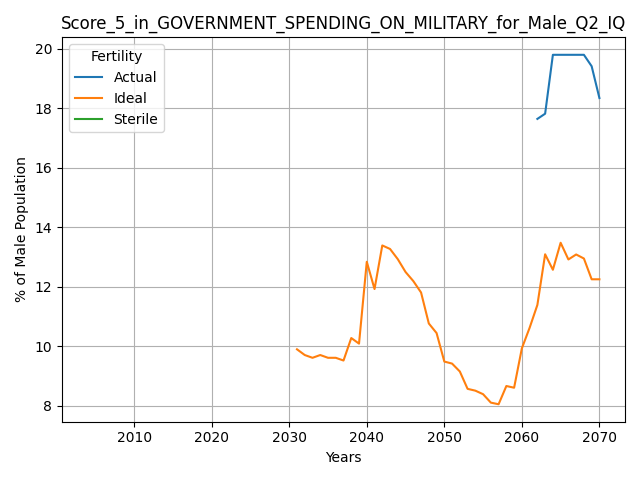 Score_5_in_GOVERNMENT_SPENDING_ON_MILITARY_for_Male_Q2_IQ
Fertility
Actual
Ideal
Sterile
% of Male Population
20
18
16
14
12
10
8
2010 2020 2030 2040 2050 2060 2070
Years